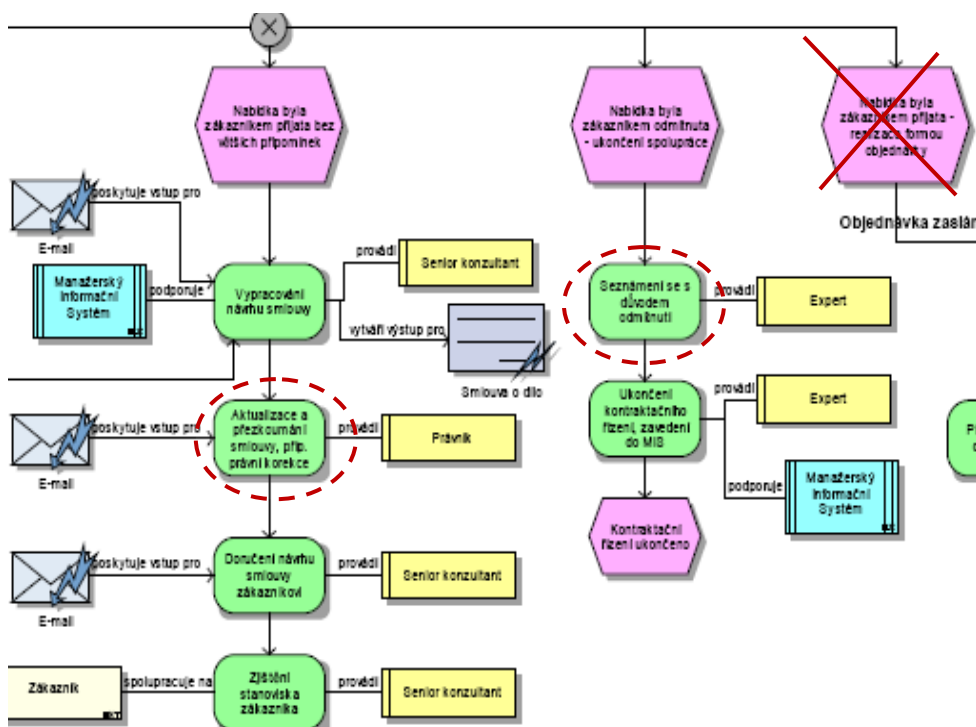 Nabídka byla
zákazníkem přijata bez
větších připomínek
Nabídka byla
zákazníkem odmítnuta
- ukončení spolupráce
Nabídka byla
zákazníkem přijata -
realizace formou
objednávky
Objednávka zaslán
poskytuje vstup pro
E-mail
Manažerský
Informační
Systém
podporuje
Vypracování
návrhu smlouvy
provádí
Senior konzultant
vytváří výstup pro
Smlouva o dílo
Seznámení se s
důvodem
odmítnutí
provádí
Expert
poskytuje vstup pro
E-mail
Aktualizace a
přezkoumání
smlouvy, příp.
právní korekce
provádí
Právník
Ukončení
kontraktačního
řízení, zavedení
do MIS
provádí
Expert
podporuje
Manažerský
Informační
Systém
Kontraktační
řízení ukončeno
poskytuje vstup pro
E-mail
Doručení návrhu
smlouvy
zákazníkovi
provádí
Senior konzultant
Zákazník
spolupracuje na
Zjištění
stanoviska
zákazníka
provádí
Senior konzultant